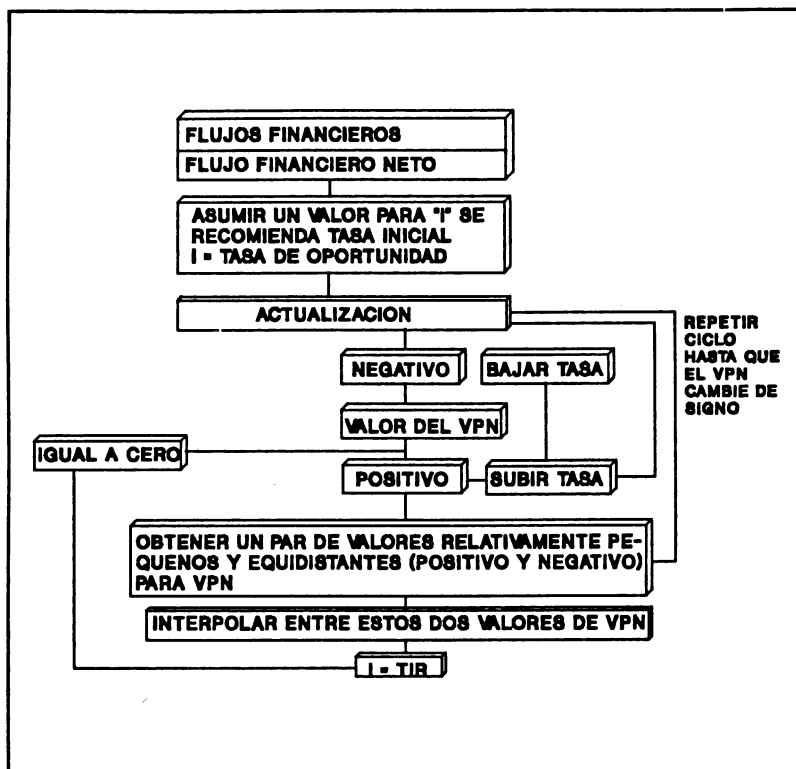 FLUJOS FINANCIEROS
FLUJO FINANCIERO NETO
ASUMIR UN VALOR PARA "I" SE
RECOMIENDA TASA INICIAL
I = TASA DE OPORTUNIDAD
ACTUALIZACION
REPETIR
CICLO
HASTA QUE
EL VPN
CAMBIE DE
SIGNO
NEGATIVO
BAJAR TASA
VALOR DEL VPN
IGUAL A CERO
POSITIVO
SUBIR TASA
OBTENER UN PAR DE VALORES RELATIVAMENTE PE-
QUENOS Y EQUIDISTANTES (POSITIVO Y NEGATIVO)
PARA VPN
INTERPOLAR ENTRE ESTOS DOS VALORES DE VPN
I = TIR